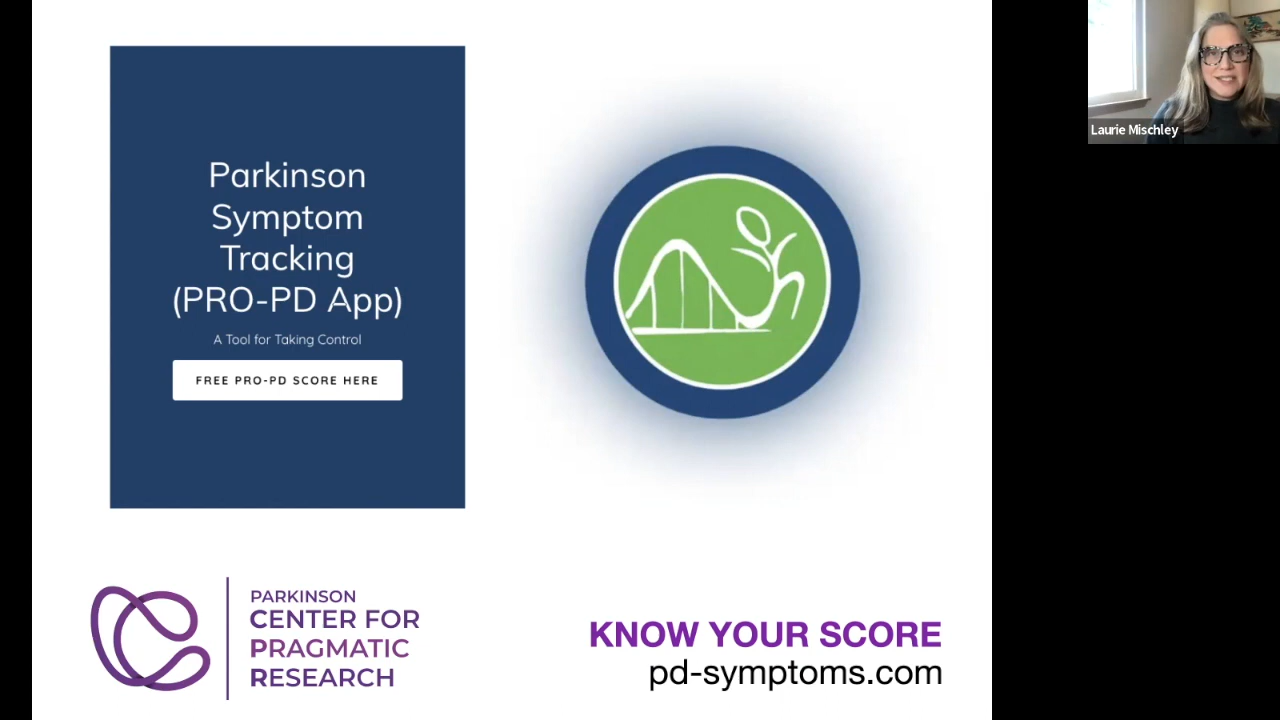 Parkinson
Symptom
Tracking
(PRO-PD App)
A Tool for Taking Control
FREE PRO-PD SCORE HERE
PARKINSON
CENTER FOR
PRAGMATIC
RESEARCH
KNOW YOUR SCORE
pd-symptoms.com
Laurie Mischley